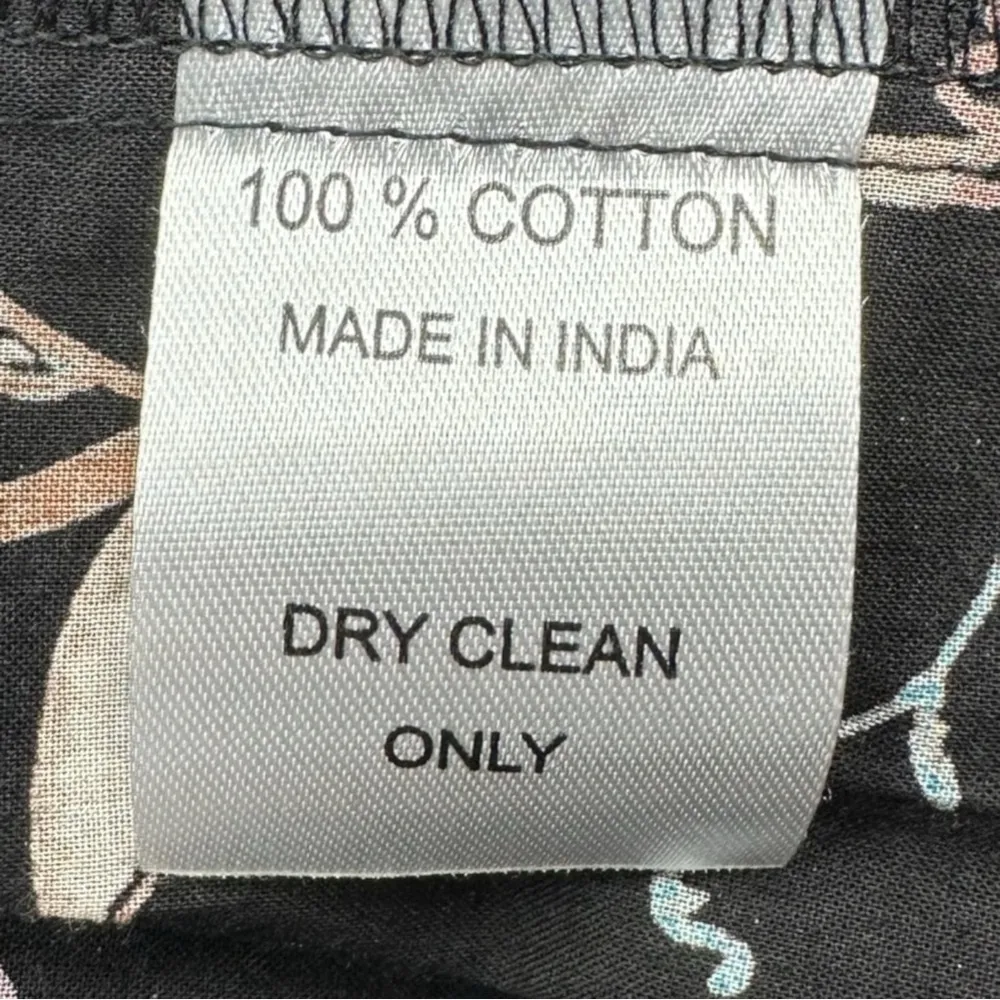 100 % COTTON
MADE IN INDIA
DRY CLEAN
ONLY